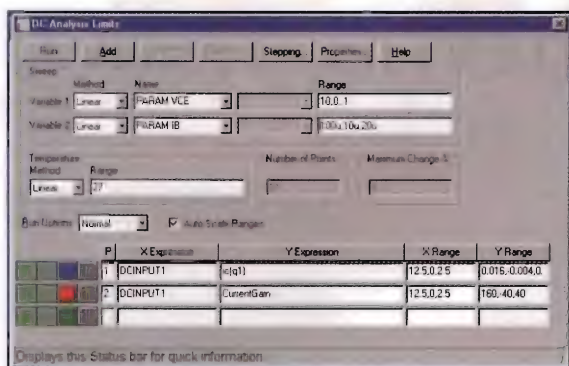 DC Analysis Limits
Run Add Stepping Properties Help
Sweep
Method Name Range
Variable 1 Linear PARAM VCE 10,0,.1
Variable 2 Linear PARAM IB 100u,10u,20u
Temperature
Method Range
Number of Points
Maximum Change %
Linear 27
Run Options Normal Auto Scale Ranges
P X Expression Y Expression X Range Y Range
1 DCINPUT1 ic(q1) 12.5,0,2.5 0.016,-0.004,0.
2 DCINPUT1 CurrentGain 12.5,0,2.5 160,-40,40
Displays this Status bar for quick information.